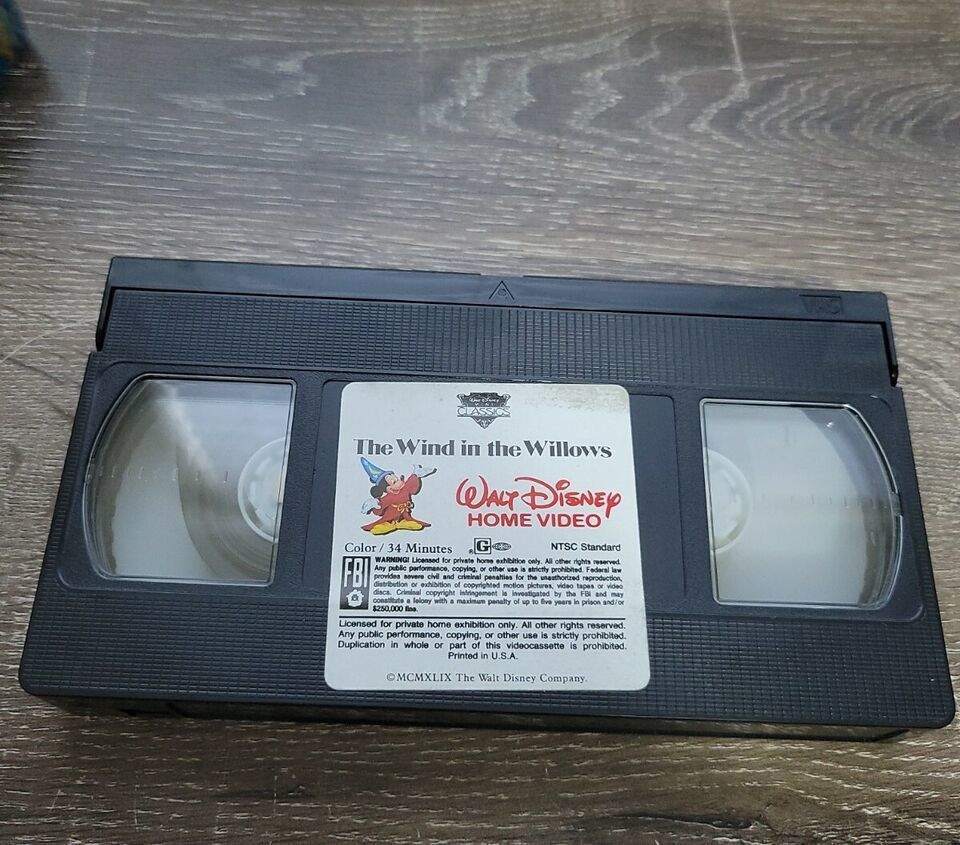 VHS
Walt Disney
MINI
CLASSICS
The Wind in the Willows
WALT DISNEY
HOME VIDEO
Color / 34 Minutes ® G NTSC Standard
FBI
WARNING! Licensed for private home exhibition only. All other rights reserved.
Any public performance, copying, or other use is strictly prohibited. Federal law
provides severe civil and criminal penalties for the unauthorized reproduction,
distribution or exhibition of copyrighted motion pictures, video tapes or video
discs. Criminal copyright infringement is investigated by the FBI and may
constitute a felony with a maximum penalty of up to five years in prison and/or
$250,000 fine.
Licensed for private home exhibition only. All other rights reserved.
Any public performance, copying, or other use is strictly prohibited.
Duplication in whole or part of this videocassette is prohibited.
Printed in U.S.A.
© MCMXLIX The Walt Disney Company.